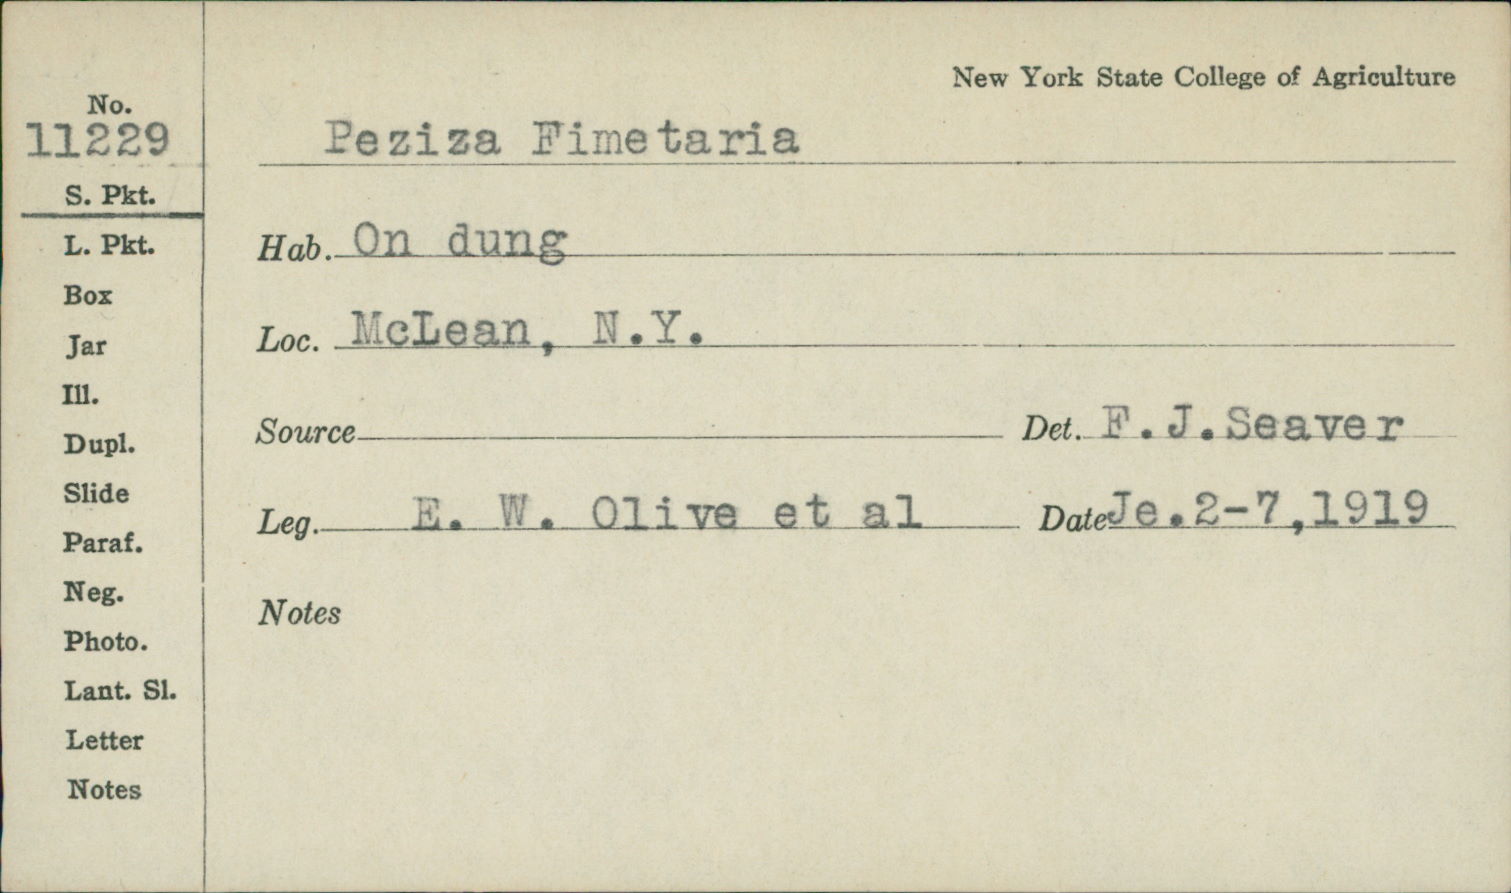 New York State College of Agriculture
No.
11229
Peziza Fimetaria
S. Pkt.
L. Pkt.
Box
Jar
Ill.
Dupl.
Slide
Paraf.
Neg.
Photo.
Lant. Sl.
Letter
Notes
Hab. On dung
Loc. McLean, N.Y.
Source Det. F.J.Seaver
Leg. E. W. Olive et al Date Je.2-7,1919
Notes